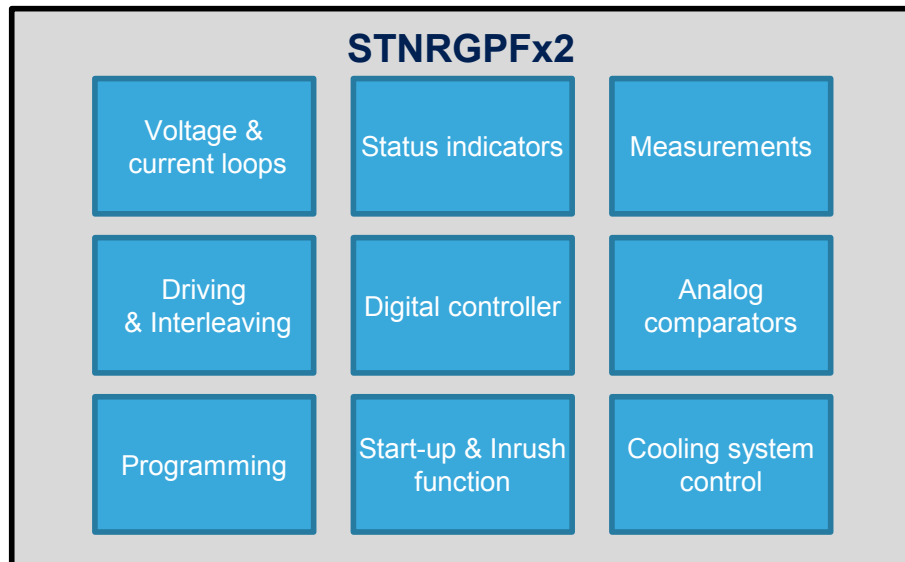 STNRGPFx2
Voltage &
current loops
Status indicators
Measurements
Driving
& Interleaving
Digital controller
Analog
comparators
Programming
Start-up & Inrush
function
Cooling system
control